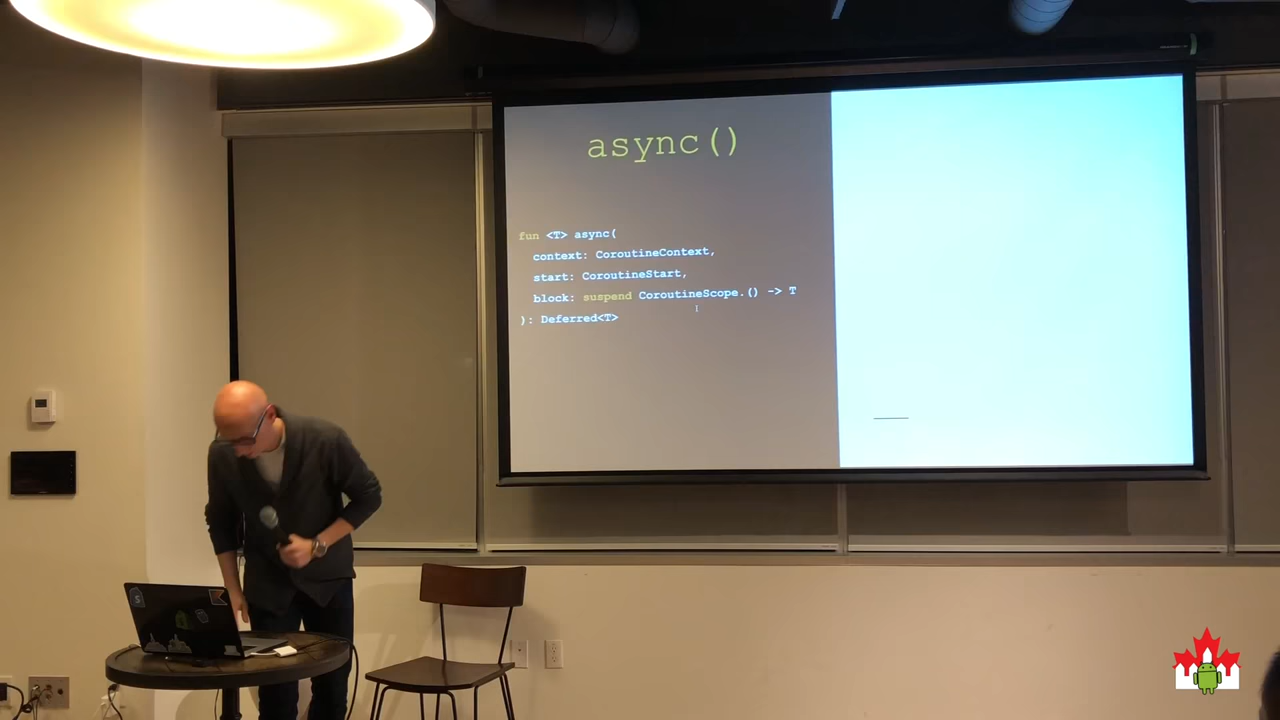 async()
fun <T> async(
context: CoroutineContext,
start: CoroutineStart,
block: suspend CoroutineScope.() -> T
): Deferred<T>